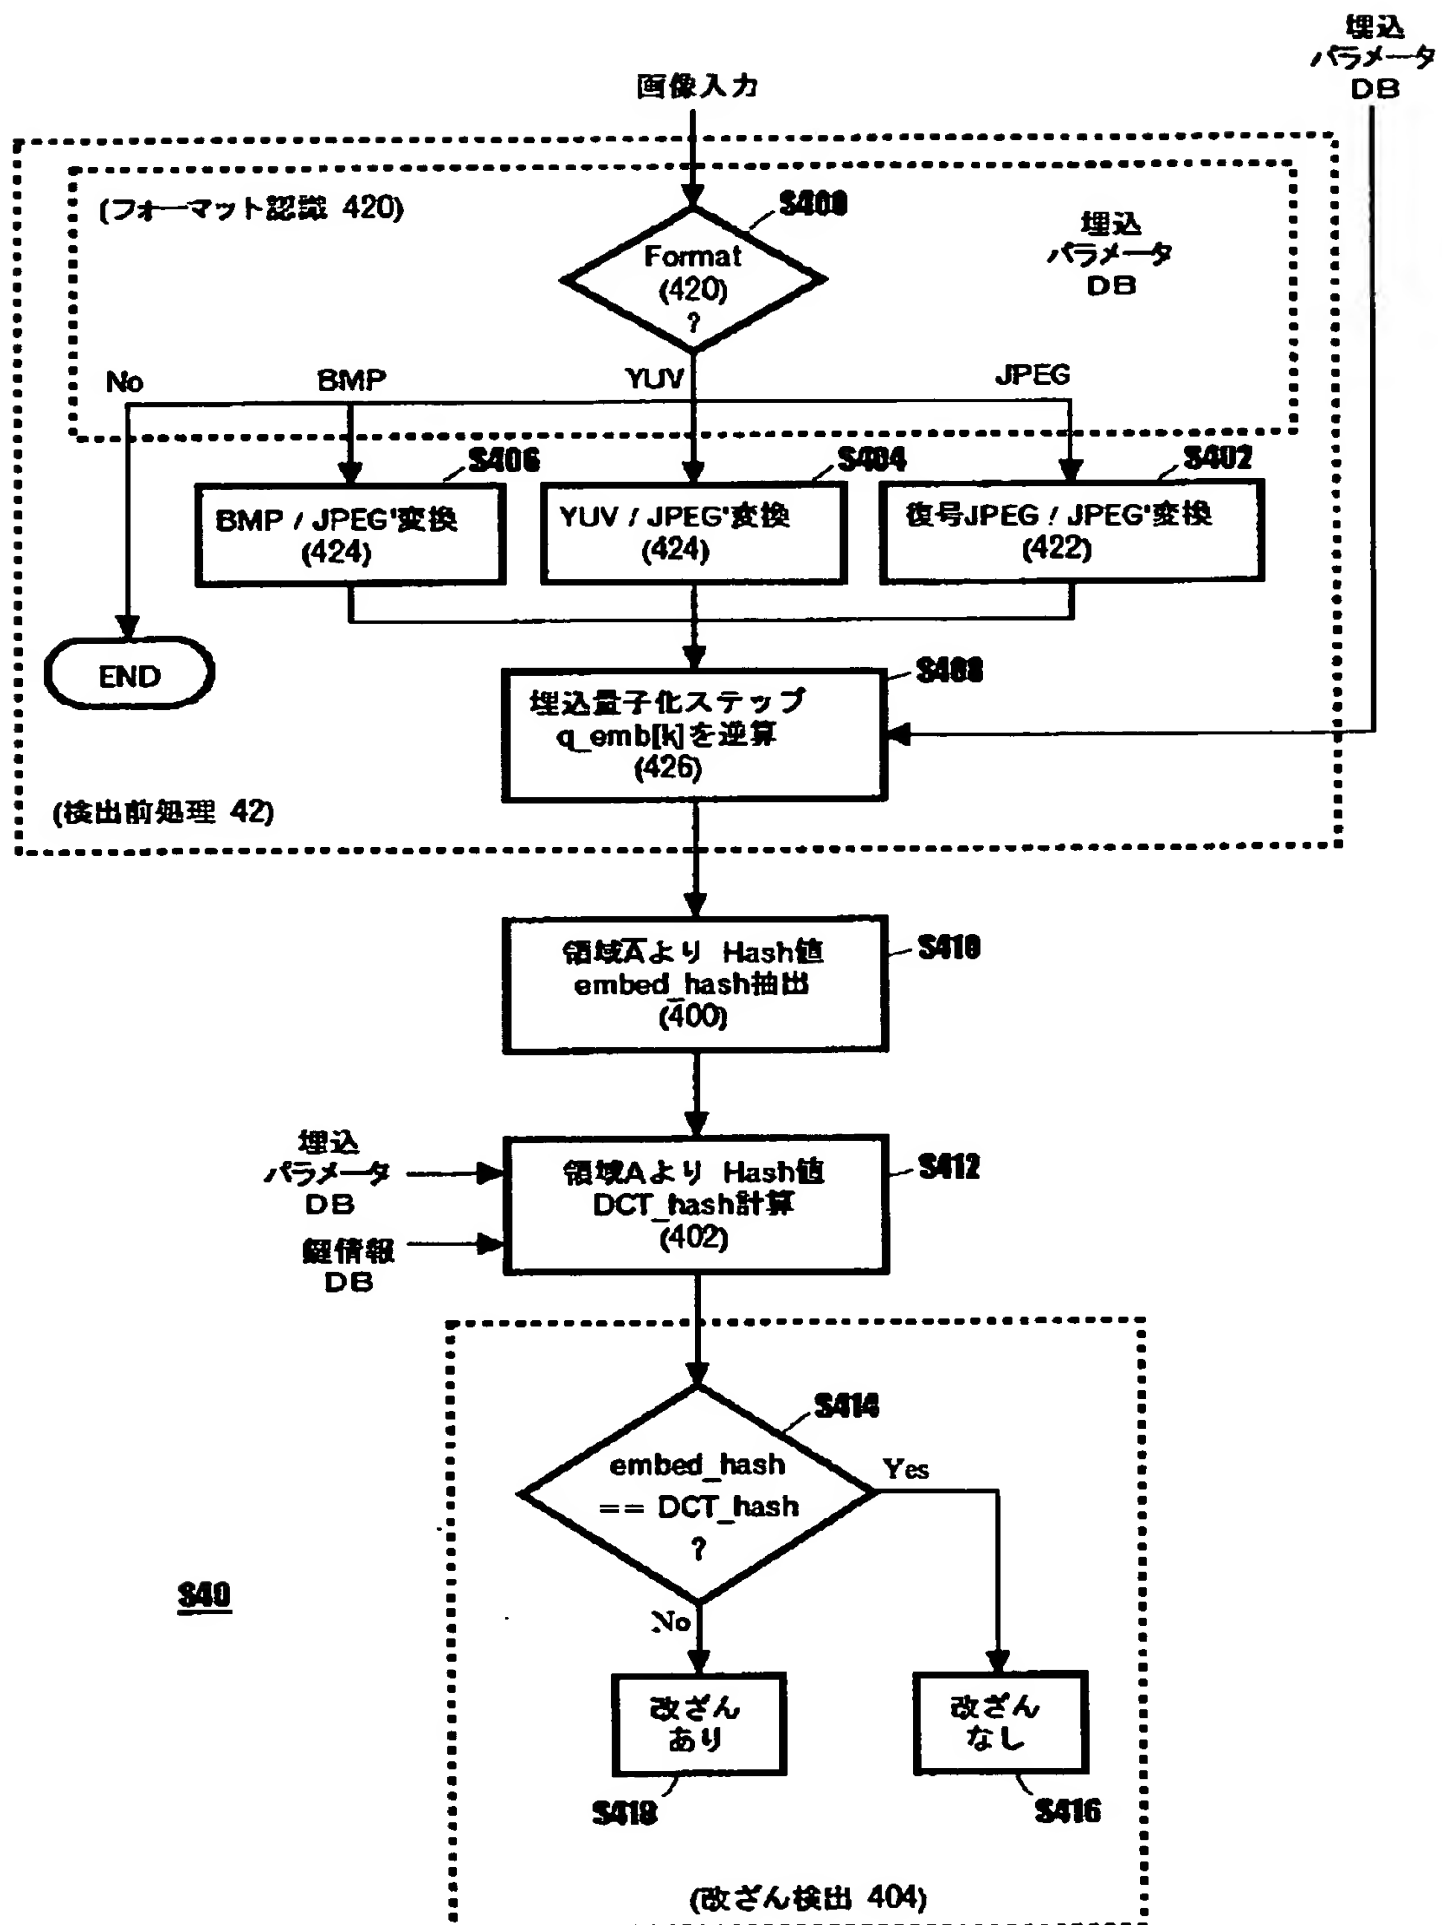 埋込
パラメータ
DB
画像入力
(フォーマット認識 420)
S400
Format
(420)
?
埋込
パラメータ
DB
No
BMP
YUV
JPEG
S406
S404
S402
BMP / JPEG'変換
(424)
YUV / JPEG'変換
(424)
復号JPEG / JPEG'変換
(422)
END
S408
埋込量子化ステップ
q_emb[k]を逆算
(426)
(検出前処理 42)
S410
領域A̅より Hash値
embed_hash抽出
(400)
埋込
パラメータ
DB
鍵情報
DB
S412
領域Aより Hash値
DCT_hash計算
(402)
S414
embed_hash
== DCT_hash
?
Yes
No
S40
改ざん
あり
改ざん
なし
S418
S416
(改ざん検出 404)